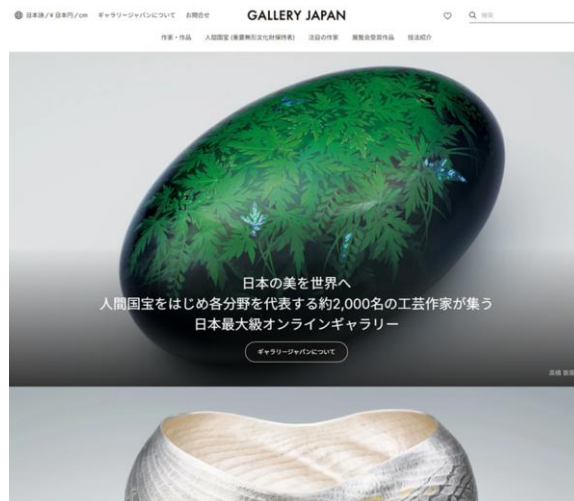 日本語/¥ 日本円/cm ギャラリージャパンについて お問合せ GALLERY JAPAN 検索
作家・作品 人間国宝 (重要無形文化財保持者) 注目の作家 展覧会受賞作品 技法紹介
日本の美を世界へ
人間国宝をはじめ各分野を代表する約2,000名の工芸作家が集う
日本最大級オンラインギャラリー
ギャラリージャパンについて